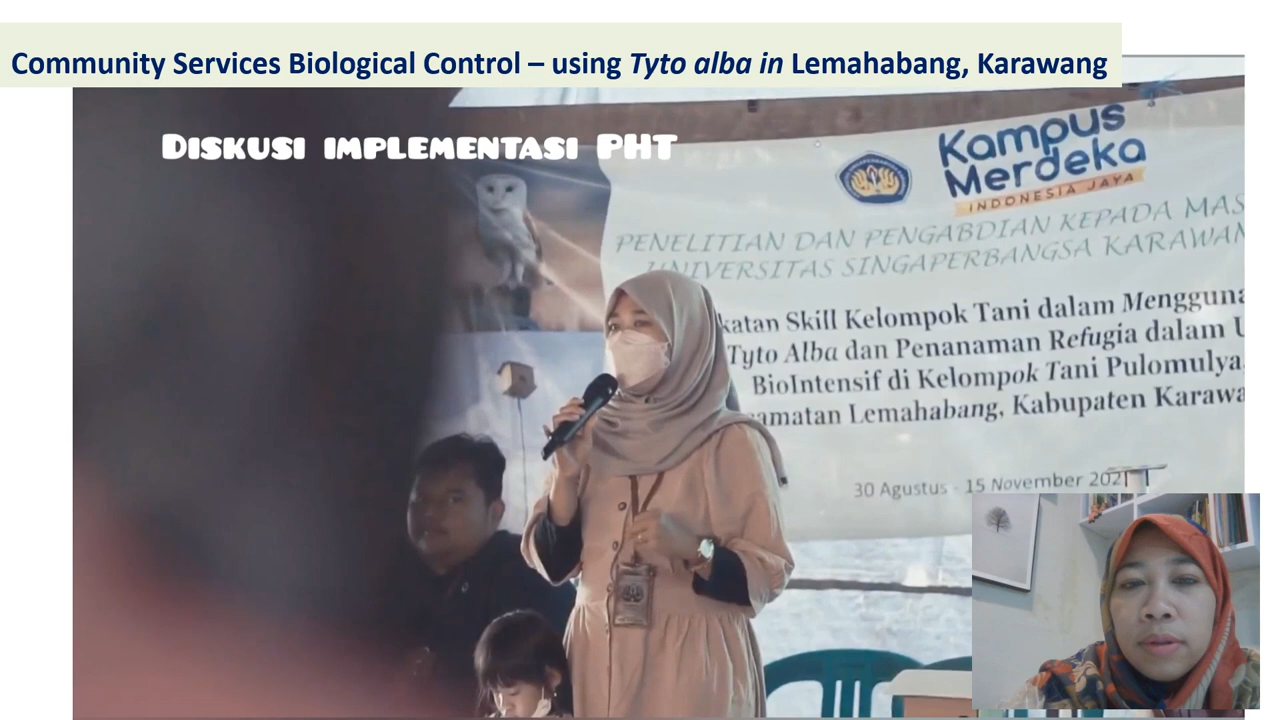 Community Services Biological Control – using Tyto alba in Lemahabang, Karawang
DISKUSI IMPLEMENTASI PHT
Kampus
Merdeka
INDONESIA JAYA
PENELITIAN DAN PENGABDIAN KEPADA MAS
UNIVERSITAS SINGAPERBANGSA KARAWAN
katan Skill Kelompok Tani dalam Mengguna
Tyto Alba dan Penanaman Refugia dalam U
BioIntensif di Kelompok Tani Pulomulya
camatan Lemahabang, Kabupaten Karawa
30 Agustus - 15 November 2021